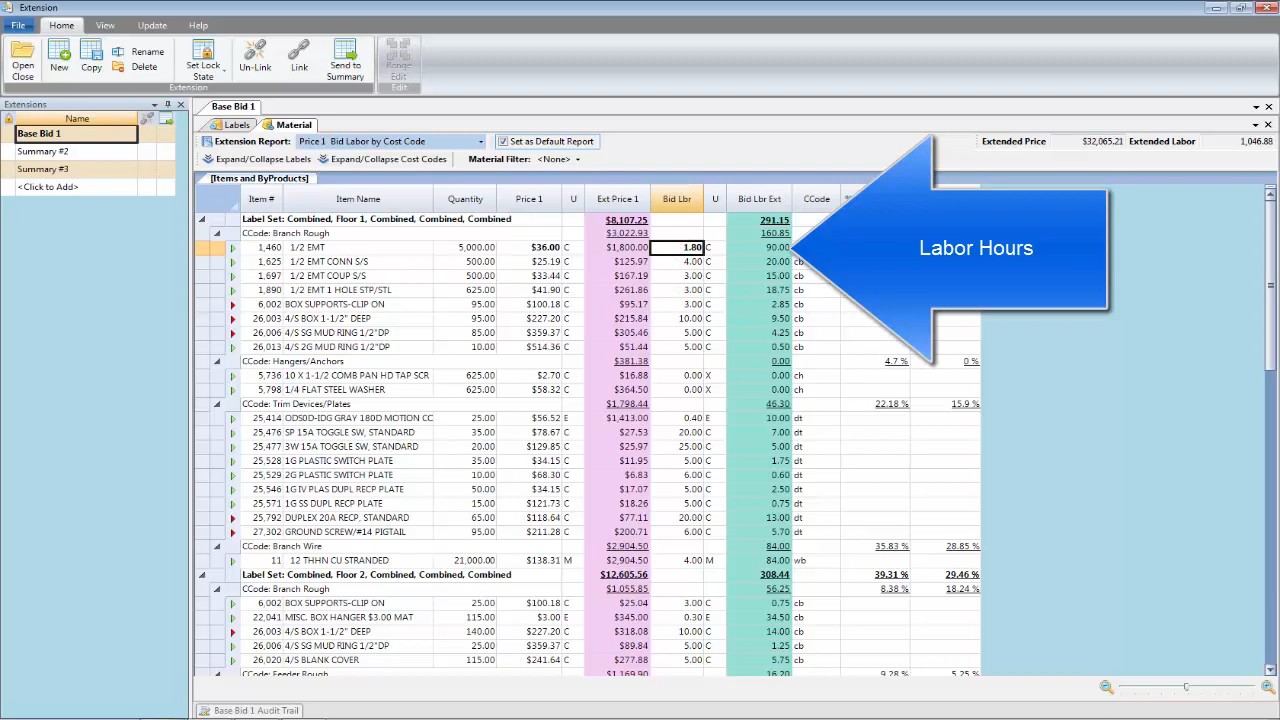 Extension
File Home View Update Help
Open Close New Copy Rename Delete Set Lock State Un-Link Link Send to Summary Range Edit
Extension Edit
Extensions
Name
Base Bid 1
Summary #2
Summary #3
<Click to Add>
Base Bid 1
Labels Material
Extension Report: Price 1 Bid Labor by Cost Code Set as Default Report Extended Price $32,065.21 Extended Labor 1,046.88
Expand/Collapse Labels Expand/Collapse Cost Codes Material Filter: <None>
[Items and ByProducts]
Item # Item Name Quantity Price 1 U Ext Price 1 Bid Lbr U Bid Lbr Ext CCode
Label Set: Combined, Floor 1, Combined, Combined, Combined $8,107.25 291.15
CCode: Branch Rough $3,022.93 160.85
1,460 1/2 EMT 5,000.00 $36.00 C $1,800.00 1.80 C 90.00
1,625 1/2 EMT CONN S/S 500.00 $25.19 C $125.97 4.00 C 20.00 cb
1,697 1/2 EMT COUP S/S 500.00 $33.44 C $167.19 3.00 C 15.00 cb
1,890 1/2 EMT 1 HOLE STP/STL 625.00 $41.90 C $261.86 3.00 C 18.75 cb
6,002 BOX SUPPORTS-CLIP ON 95.00 $100.18 C $95.17 3.00 C 2.85 cb
26,003 4/S BOX 1-1/2" DEEP 95.00 $227.20 C $215.84 10.00 C 9.50 cb
26,006 4/S SG MUD RING 1/2"DP 85.00 $359.37 C $305.46 5.00 C 4.25 cb
26,013 4/S 2G MUD RING 1/2"DP 10.00 $514.36 C $51.44 5.00 C 0.50 cb
CCode: Hangers/Anchors $381.38 0.00 4.7 % 0 %
5,736 10 X 1-1/2 COMB PAN HD TAP SCR 625.00 $2.70 C $16.88 0.00 X 0.00 ch
5,798 1/4 FLAT STEEL WASHER 625.00 $58.32 C $364.50 0.00 X 0.00 ch
CCode: Trim Devices/Plates $1,798.44 46.30 22.18 % 15.9 %
25,414 ODS0D-IDG GRAY 180D MOTION CC 25.00 $56.52 E $1,413.00 0.40 E 10.00 dt
25,476 SP 15A TOGGLE SW, STANDARD 35.00 $78.67 C $27.53 20.00 C 7.00 dt
25,477 3W 15A TOGGLE SW, STANDARD 20.00 $129.85 C $25.97 25.00 C 5.00 dt
25,528 1G PLASTIC SWITCH PLATE 35.00 $34.15 C $11.95 5.00 C 1.75 dt
25,529 2G PLASTIC SWITCH PLATE 10.00 $68.30 C $6.83 6.00 C 0.60 dt
25,546 1G IV PLAS DUPL RECP PLATE 50.00 $34.15 C $17.07 5.00 C 2.50 dt
25,571 1G SS DUPL RECP PLATE 15.00 $121.73 C $18.26 5.00 C 0.75 dt
25,792 DUPLEX 20A RECP, STANDARD 65.00 $118.64 C $77.11 20.00 C 13.00 dt
27,302 GROUND SCREW/#14 PIGTAIL 95.00 $211.28 C $200.71 6.00 C 5.70 dt
CCode: Branch Wire $2,904.50 84.00 35.83 % 28.85 %
11 12 THHN CU STRANDED 21,000.00 $138.31 M $2,904.50 4.00 M 84.00 wb
Label Set: Combined, Floor 2, Combined, Combined, Combined $12,605.56 308.44 39.31 % 29.46 %
CCode: Branch Rough $1,055.85 56.25 8.38 % 18.24 %
6,002 BOX SUPPORTS-CLIP ON 25.00 $100.18 C $25.04 3.00 C 0.75 cb
22,041 MISC. BOX HANGER $3.00 MAT 115.00 $3.00 E $345.00 0.30 E 34.50 cb
26,003 4/S BOX 1-1/2" DEEP 140.00 $227.20 C $318.08 10.00 C 14.00 cb
26,006 4/S SG MUD RING 1/2"DP 25.00 $359.37 C $89.84 5.00 C 1.25 cb
26,020 4/S BLANK COVER 115.00 $241.64 C $277.88 5.00 C 5.75 cb
CCode: Feeder Rough $1,169.90 16.20 9.28 % 5.25 %
Labor Hours
Base Bid 1 Audit Trail